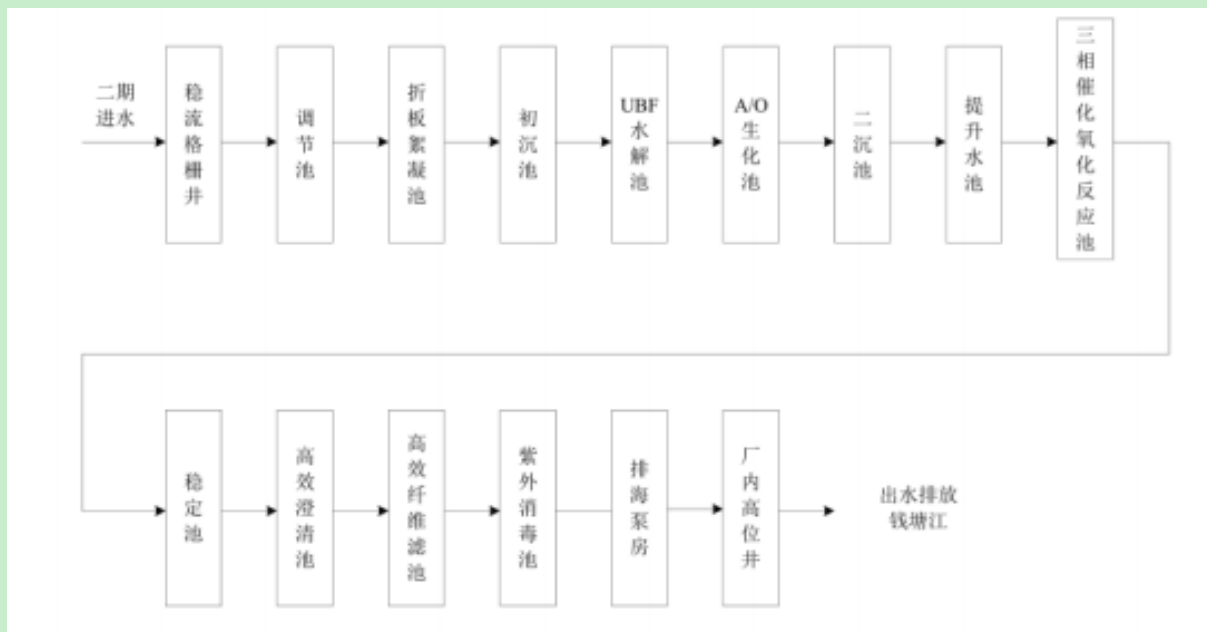 二期
进水
稳流格栅井
调节池
折板絮凝池
初沉池
UBF
水解池
A/O
生化池
二沉池
提升水池
三相催化氧化反应池
稳定池
高效澄清池
高效纤维滤池
紫外消毒池
排海泵房
厂内高位井
出水排放
钱塘江